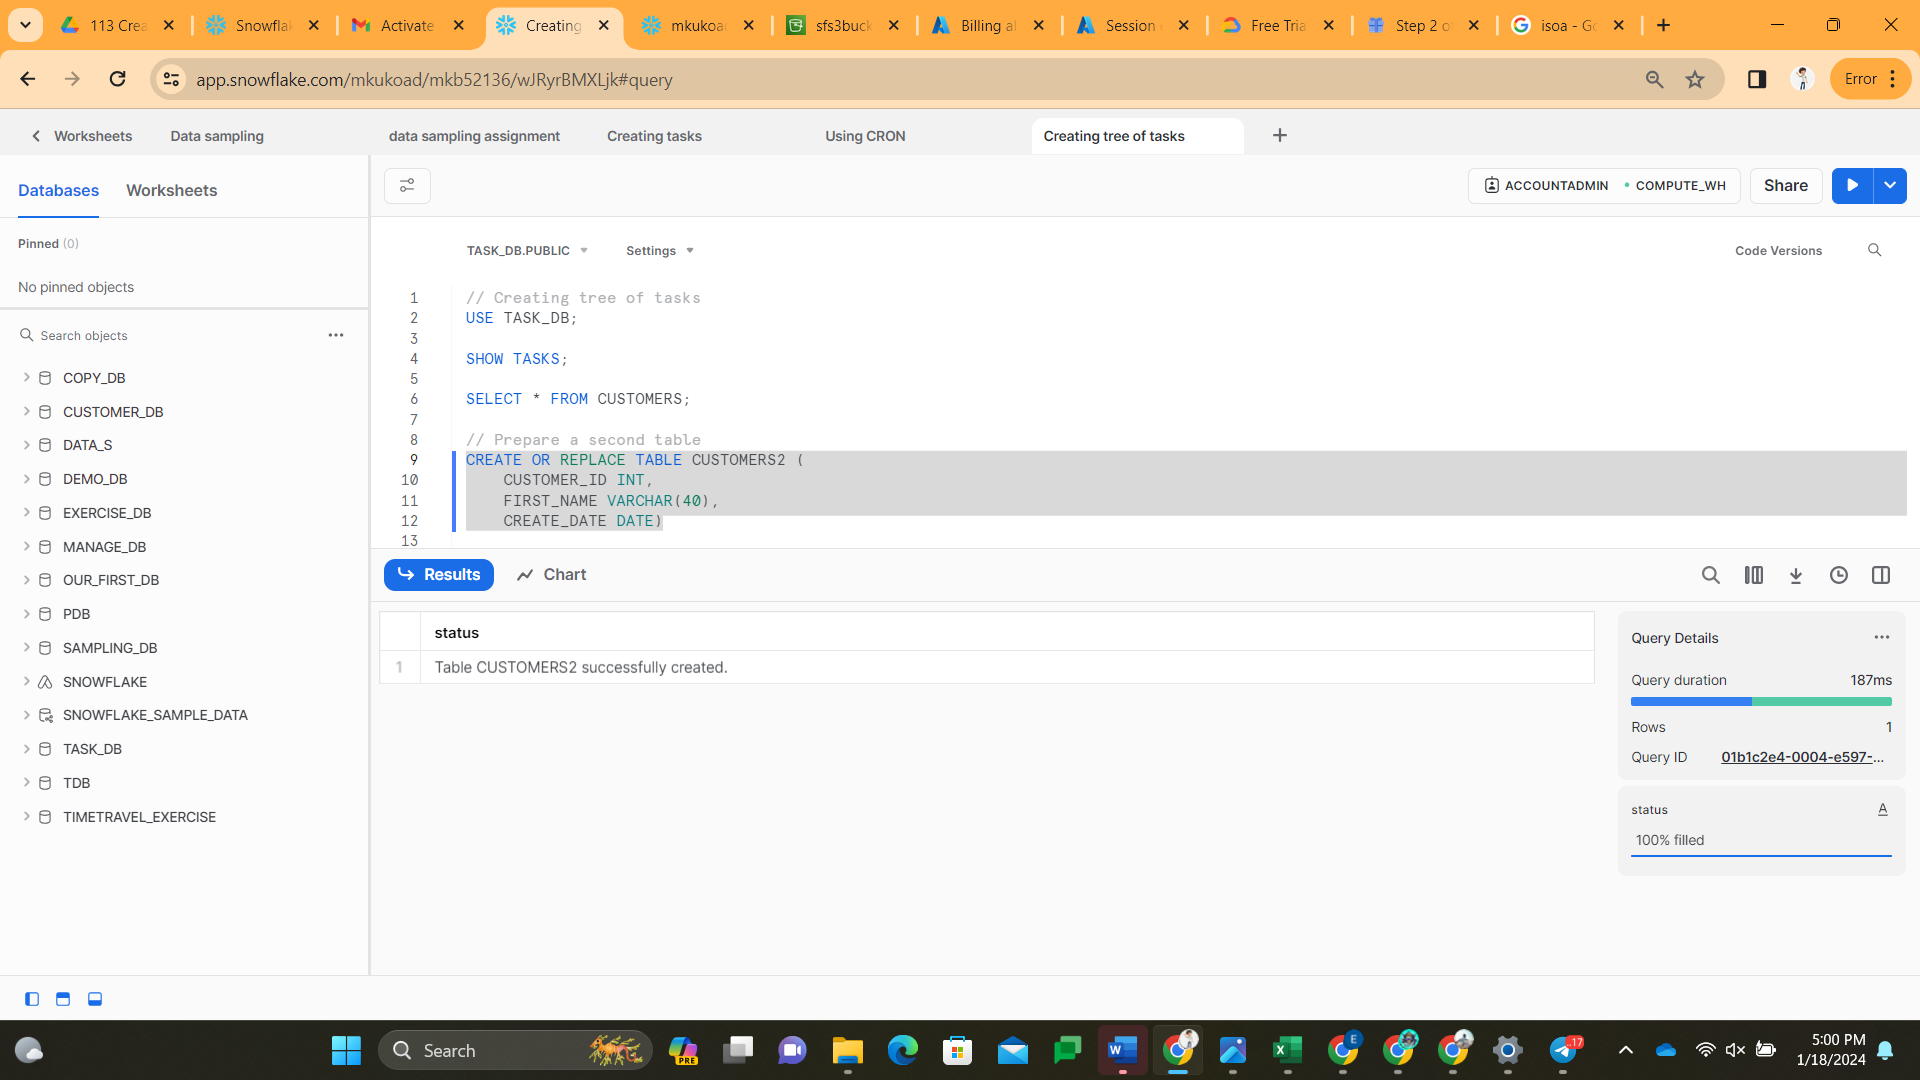 113 Crea
Snowflak
Activate
Creating
mkukoad
sfs3buck
Billing al
Session
Free Tria
Step 2 o
isoa - Go
app.snowflake.com/mkukoad/mkb52136/wJRyrBMXLjk#query
Error
Worksheets
Data sampling
data sampling assignment
Creating tasks
Using CRON
Creating tree of tasks
Databases
Worksheets
ACCOUNTADMIN
COMPUTE_WH
Share
Pinned (0)
No pinned objects
Search objects
COPY_DB
CUSTOMER_DB
DATA_S
DEMO_DB
EXERCISE_DB
MANAGE_DB
OUR_FIRST_DB
PDB
SAMPLING_DB
SNOWFLAKE
SNOWFLAKE_SAMPLE_DATA
TASK_DB
TDB
TIMETRAVEL_EXERCISE
TASK_DB.PUBLIC
Settings
Code Versions
1 // Creating tree of tasks
2 USE TASK_DB;
3
4 SHOW TASKS;
5
6 SELECT * FROM CUSTOMERS;
7
8 // Prepare a second table
9 CREATE OR REPLACE TABLE CUSTOMERS2 (
10 CUSTOMER_ID INT,
11 FIRST_NAME VARCHAR(40),
12 CREATE_DATE DATE)
13
Results
Chart
status
1 Table CUSTOMERS2 successfully created.
Query Details
Query duration 187ms
Rows 1
Query ID 01b1c2e4-0004-e597-...
status A
100% filled
Search
PRE
W
X
E
..17
5:00 PM
1/18/2024